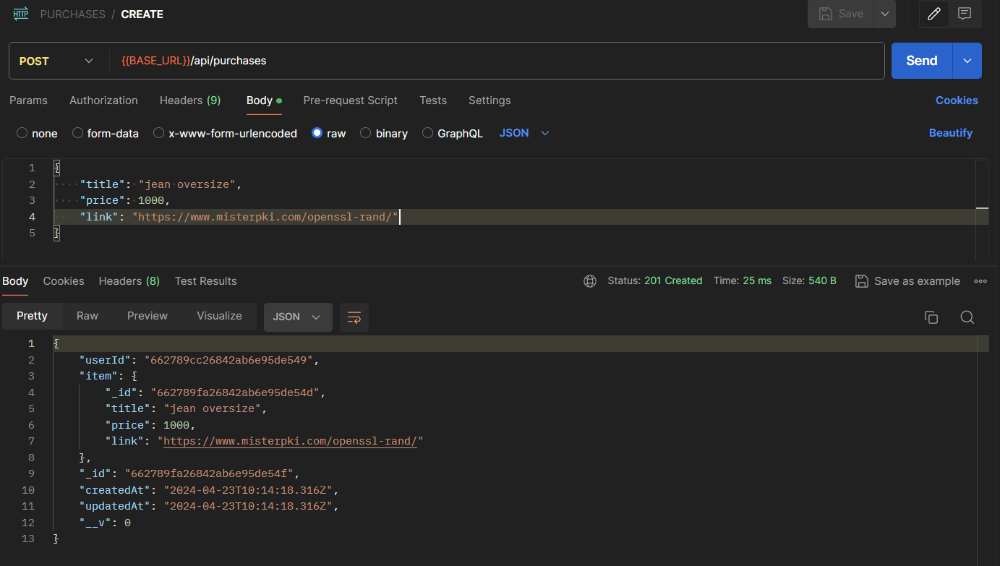 HTTP PURCHASES / CREATE Save
POST {{BASE_URL}}/api/purchases Send
Params Authorization Headers (9) Body Pre-request Script Tests Settings Cookies
none form-data x-www-form-urlencoded raw binary GraphQL JSON Beautify
1 {
2 ····"title":·"jean·oversize",
3 ····"price":·1000,
4 ····"link": "https://www.misterpki.com/openssl-rand/"
5 }
Body Cookies Headers (8) Test Results Status: 201 Created Time: 25 ms Size: 540 B Save as example
Pretty Raw Preview Visualize JSON
1 {
2 "userId": "662789cc26842ab6e95de549",
3 "item": {
4 "_id": "662789fa26842ab6e95de54d",
5 "title": "jean oversize",
6 "price": 1000,
7 "link": "https://www.misterpki.com/openssl-rand/"
8 },
9 "_id": "662789fa26842ab6e95de54f",
10 "createdAt": "2024-04-23T10:14:18.316Z",
11 "updatedAt": "2024-04-23T10:14:18.316Z",
12 "__v": 0
13 }